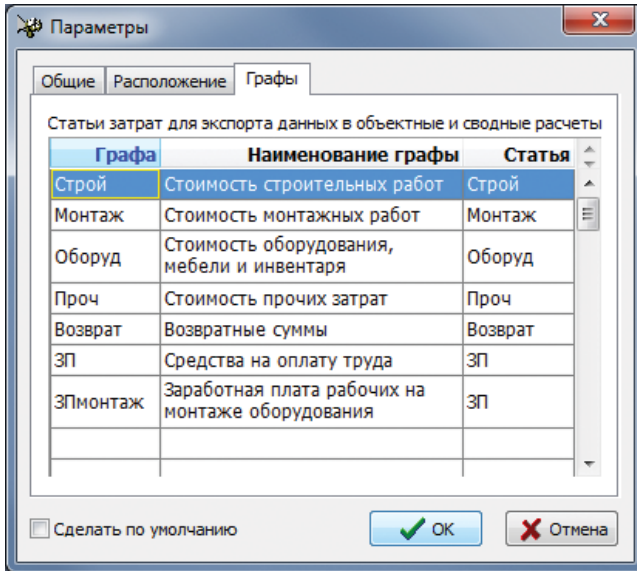 Параметры
Общие Расположение Графы
Статьи затрат для экспорта данных в объектные и сводные расчеты
Графа Наименование графы Статья
Строй Стоимость строительных работ Строй
Монтаж Стоимость монтажных работ Монтаж
Оборуд Стоимость оборудования, мебели и инвентаря Оборуд
Проч Стоимость прочих затрат Проч
Возврат Возвратные суммы Возврат
ЗП Средства на оплату труда ЗП
ЗПмонтаж Заработная плата рабочих на монтаже оборудования ЗП
Сделать по умолчанию OK Отмена